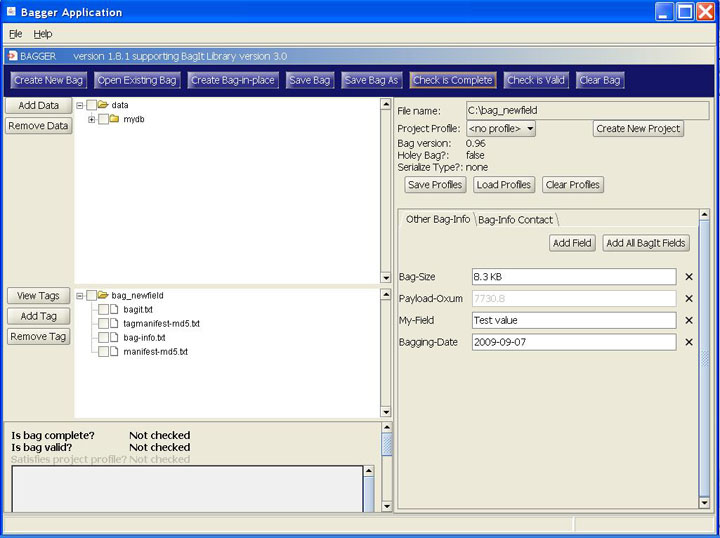 Bagger Application
File Help
BAGGER version 1.8.1 supporting BagIt Library version 3.0
Create New Bag Open Existing Bag Create Bag-in-place Save Bag Save Bag As Check is Complete Check is Valid Clear Bag
Add Data
Remove Data
data
mydb
File name: C:\bag_newfield
Project Profile: <no profile> Create New Project
Bag version: 0.96
Holey Bag?: false
Serialize Type?: none
Save Profiles Load Profiles Clear Profiles
Other Bag-Info Bag-Info Contact
Add Field Add All BagIt Fields
Bag-Size 8.3 KB
Payload-Oxum 7730.8
My-Field Test value
Bagging-Date 2009-09-07
View Tags
Add Tag
Remove Tag
bag_newfield
bagit.txt
tagmanifest-md5.txt
bag-info.txt
manifest-md5.txt
Is bag complete? Not checked
Is bag valid? Not checked
Satisfies project profile? Not checked